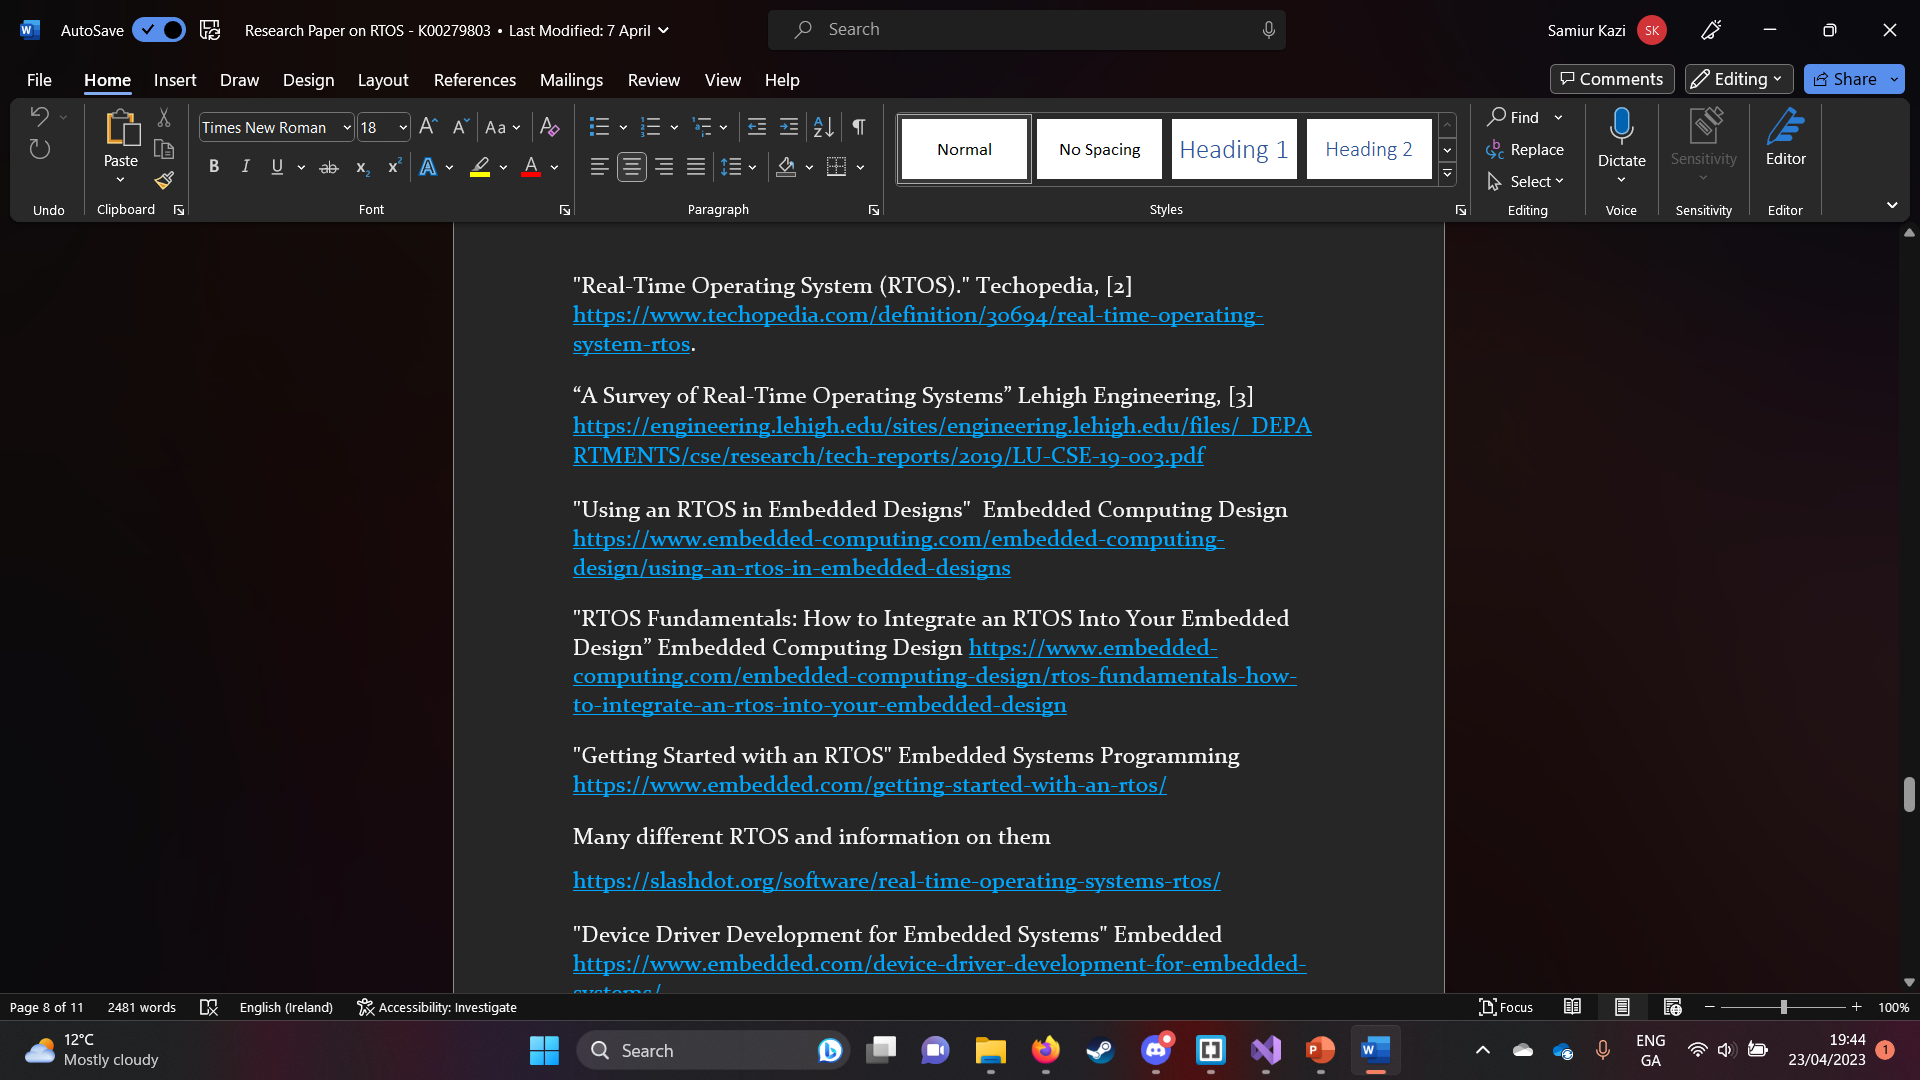 AutoSave
Research Paper on RTOS - K00279803 • Last Modified: 7 April
Search
Samiur Kazi
SK
File Home Insert Draw Design Layout References Mailings Review View Help
Comments
Editing
Share
Paste
Times New Roman
18
Aa
Normal
No Spacing
Heading 1
Heading 2
Find
Replace
Select
Dictate
Sensitivity
Editor
Undo
Clipboard
Font
Paragraph
Styles
Editing
Voice
Sensitivity
Editor
"Real-Time Operating System (RTOS)." Techopedia, [2]
https://www.techopedia.com/definition/30694/real-time-operating-
system-rtos.
“A Survey of Real-Time Operating Systems” Lehigh Engineering, [3]
https://engineering.lehigh.edu/sites/engineering.lehigh.edu/files/_DEPA
RTMENTS/cse/research/tech-reports/2019/LU-CSE-19-003.pdf
"Using an RTOS in Embedded Designs"  Embedded Computing Design
https://www.embedded-computing.com/embedded-computing-
design/using-an-rtos-in-embedded-designs
"RTOS Fundamentals: How to Integrate an RTOS Into Your Embedded
Design” Embedded Computing Design https://www.embedded-
computing.com/embedded-computing-design/rtos-fundamentals-how-
to-integrate-an-rtos-into-your-embedded-design
"Getting Started with an RTOS" Embedded Systems Programming
https://www.embedded.com/getting-started-with-an-rtos/
Many different RTOS and information on them
https://slashdot.org/software/real-time-operating-systems-rtos/
"Device Driver Development for Embedded Systems" Embedded
https://www.embedded.com/device-driver-development-for-embedded-
systems/
Page 8 of 11
2481 words
English (Ireland)
Accessibility: Investigate
Focus
100%
12°C
Mostly cloudy
Search
ENG
GA
19:44
23/04/2023
1